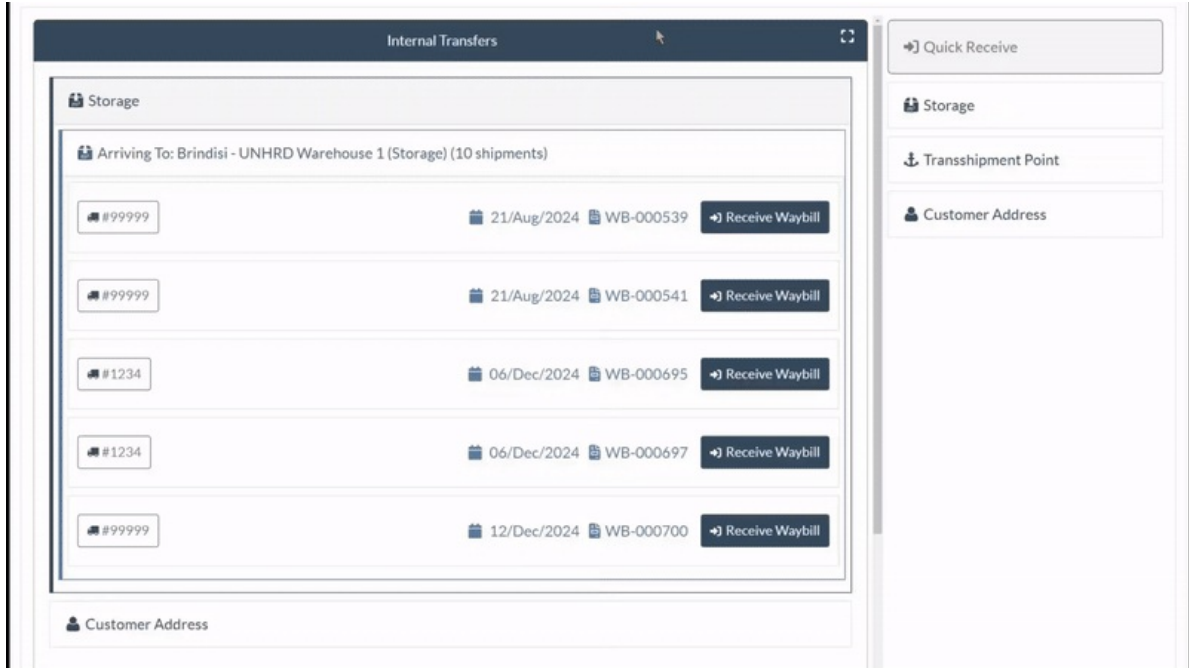 Internal Transfers
Storage
Arriving To: Brindisi - UNHRD Warehouse 1 (Storage) (10 shipments)
#99999 21/Aug/2024 WB-000539 Receive Waybill
#99999 21/Aug/2024 WB-000541 Receive Waybill
#1234 06/Dec/2024 WB-000695 Receive Waybill
#1234 06/Dec/2024 WB-000697 Receive Waybill
#99999 12/Dec/2024 WB-000700 Receive Waybill
Customer Address
Quick Receive
Storage
Transshipment Point
Customer Address